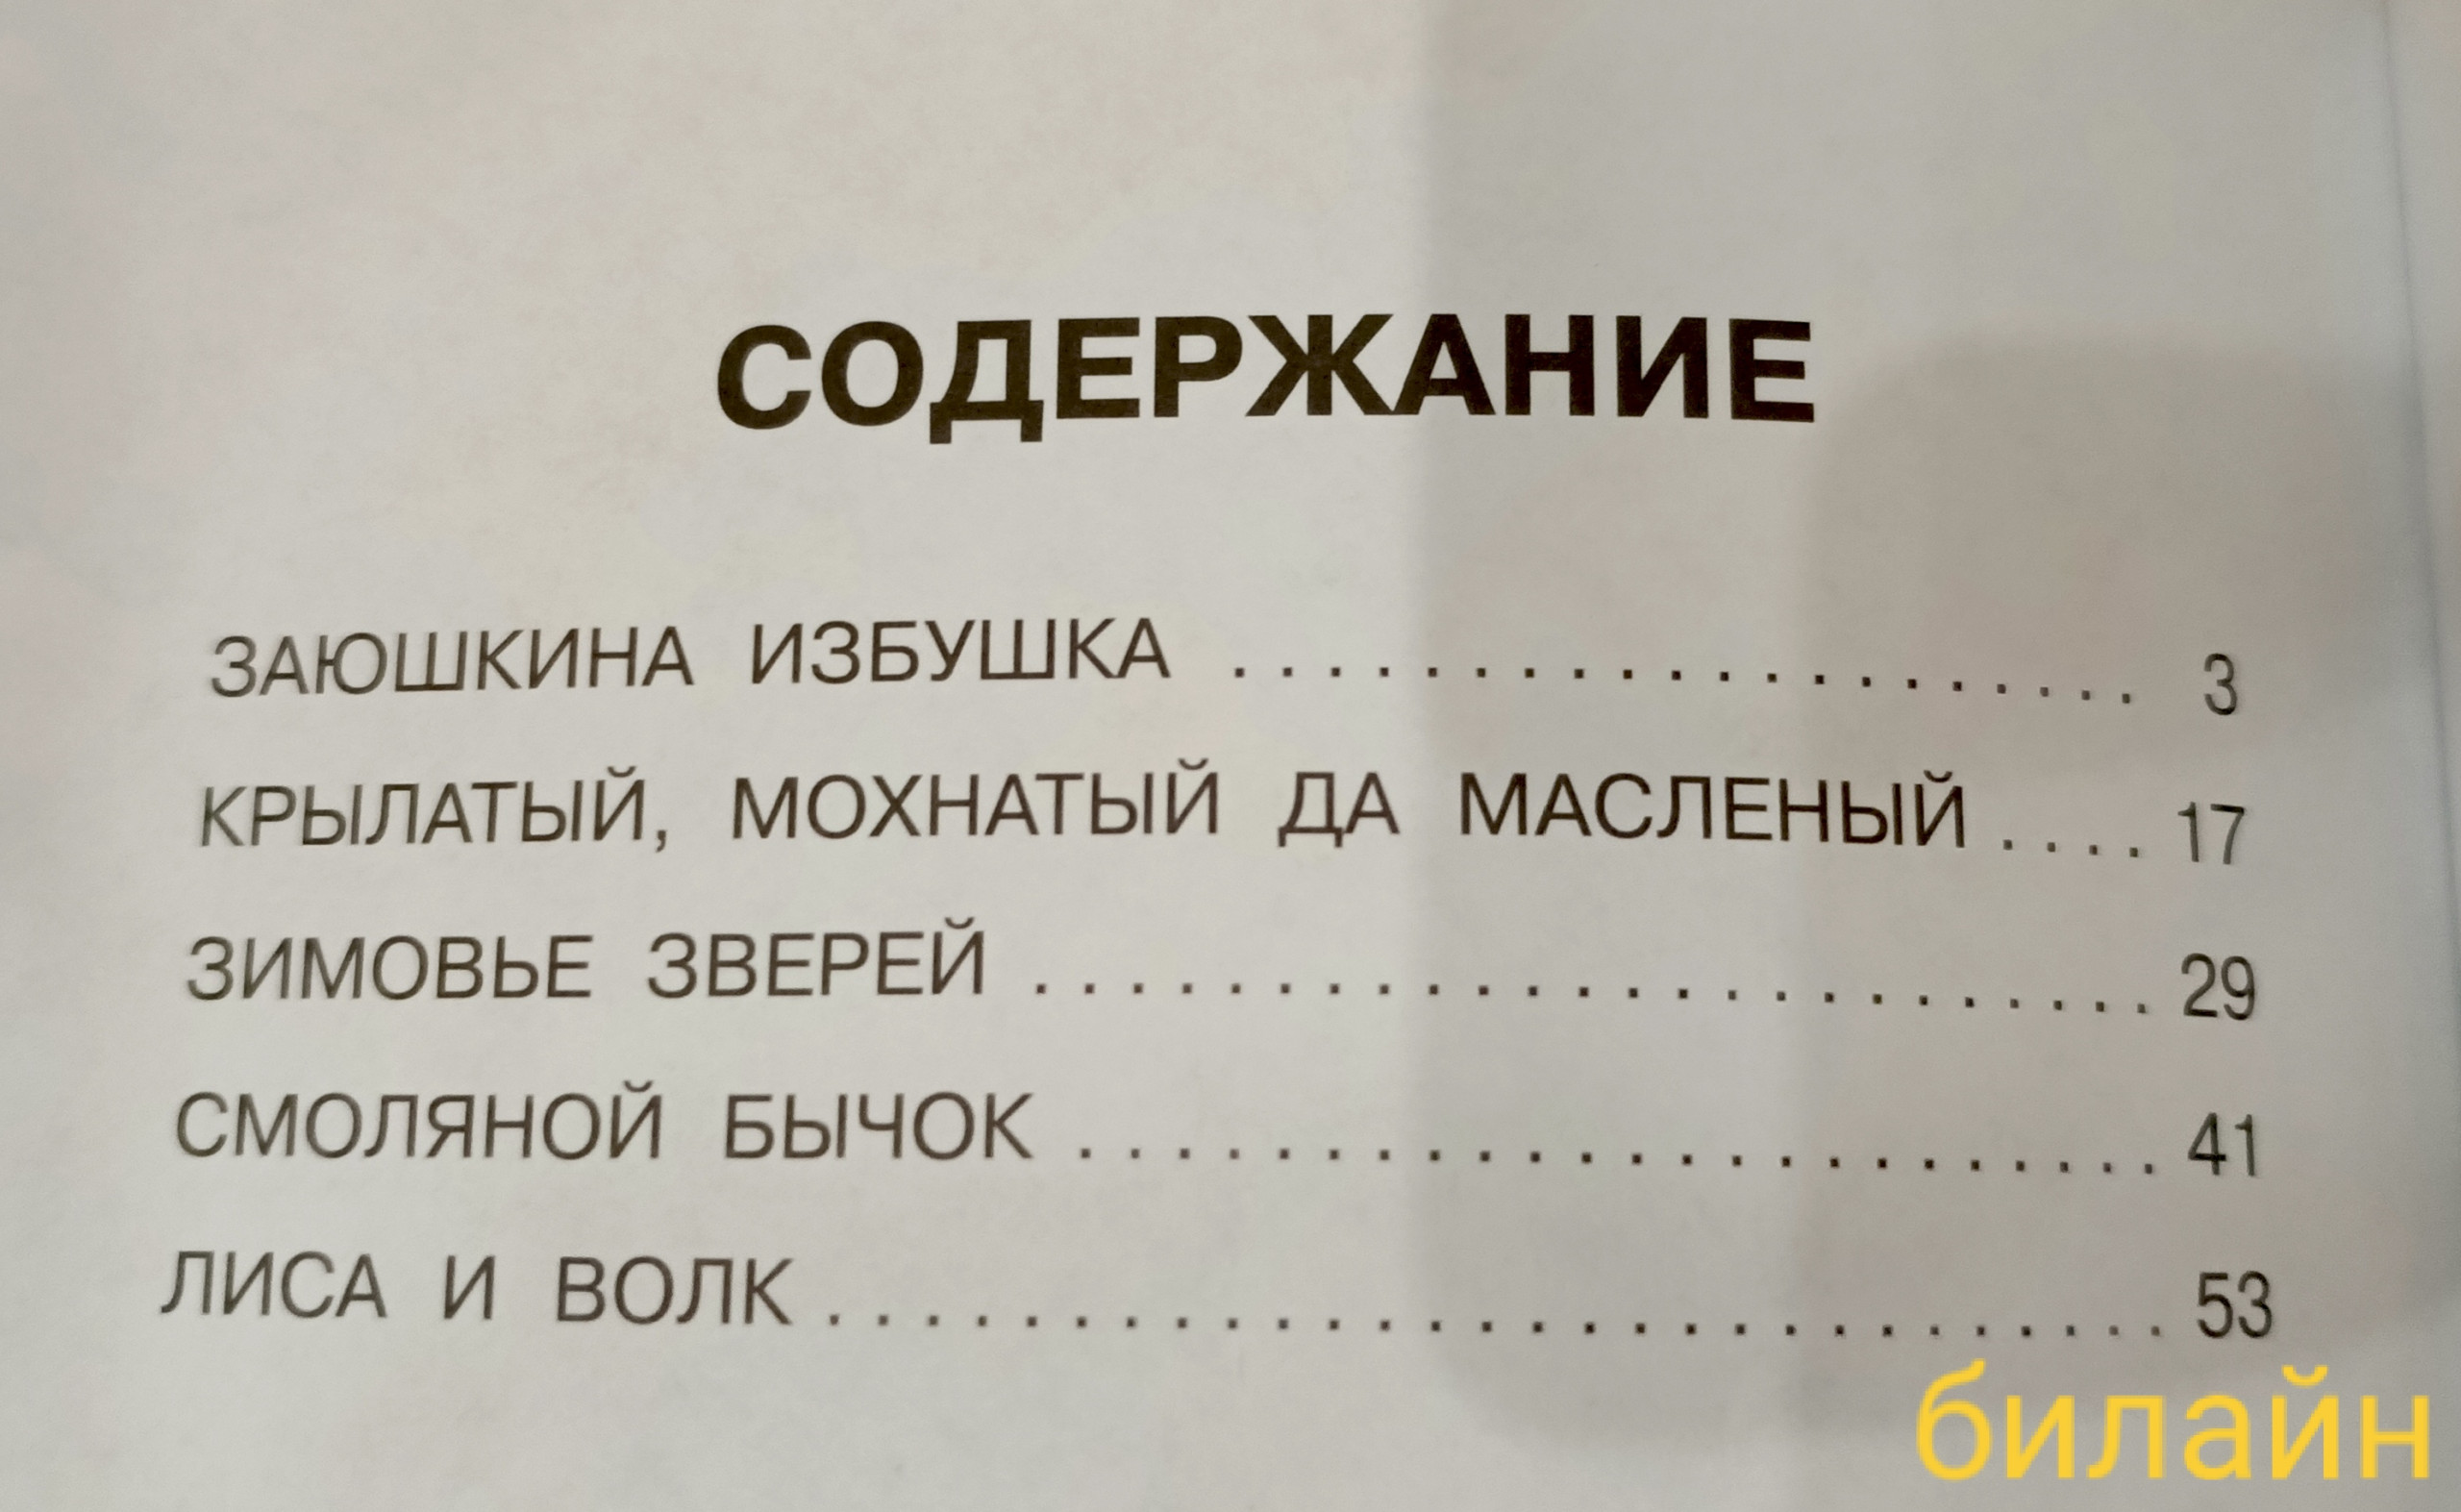 СОДЕРЖАНИЕ
ЗАЮШКИНА ИЗБУШКА . . . . . . . . . . . . . . . . . . . 3
КРЫЛАТЫЙ, МОХНАТЫЙ ДА МАСЛЕНЫЙ . . . . 17
ЗИМОВЬЕ ЗВЕРЕЙ . . . . . . . . . . . . . . . . . . . . . . . 29
СМОЛЯНОЙ БЫЧОК . . . . . . . . . . . . . . . . . . . . . . 41
ЛИСА И ВОЛК . . . . . . . . . . . . . . . . . . . . . . . . . . . 53
билайн